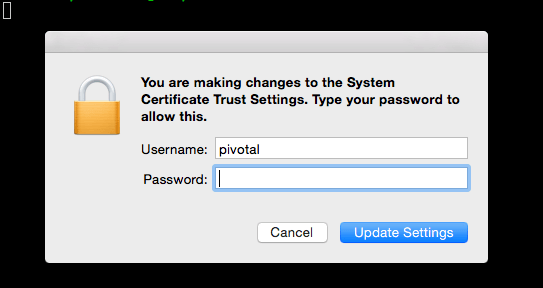 You are making changes to the System
Certificate Trust Settings. Type your password to
allow this.
Username: pivotal
Password:
Cancel Update Settings